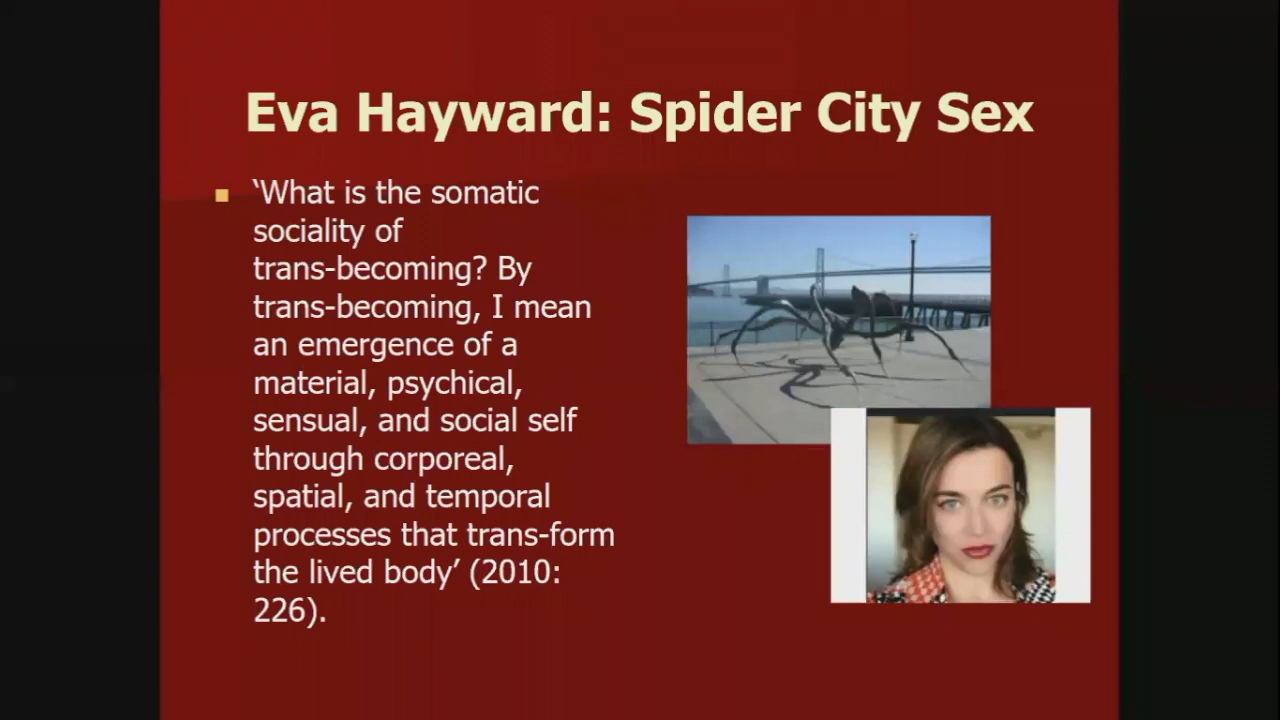 Eva Hayward: Spider City Sex
‘What is the somatic
sociality of
trans-becoming? By
trans-becoming, I mean
an emergence of a
material, psychical,
sensual, and social self
through corporeal,
spatial, and temporal
processes that trans-form
the lived body’ (2010:
226).